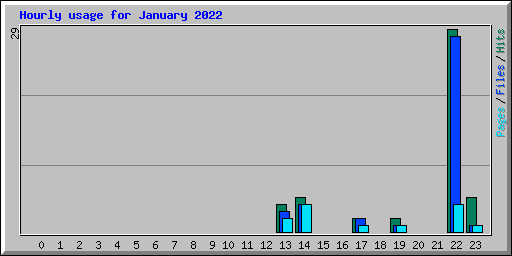 Hourly usage for January 2022
29
Pages/Files/Hits
0 1 2 3 4 5 6 7 8 9 10 11 12 13 14 15 16 17 18 19 20 21 22 23